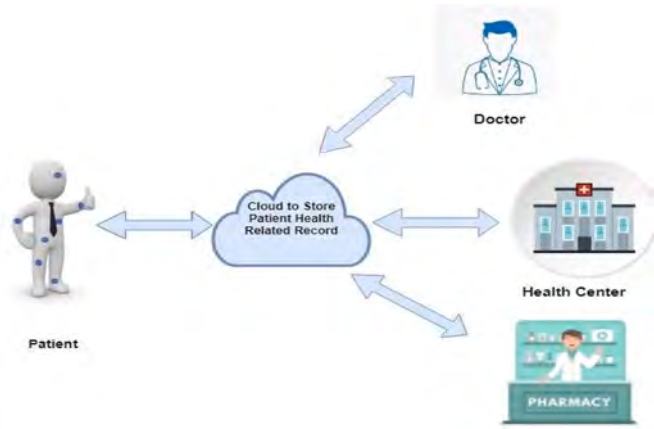 Doctor
Cloud to Store
Patient Health
Related Record
Health Center
Patient
PHARMACY